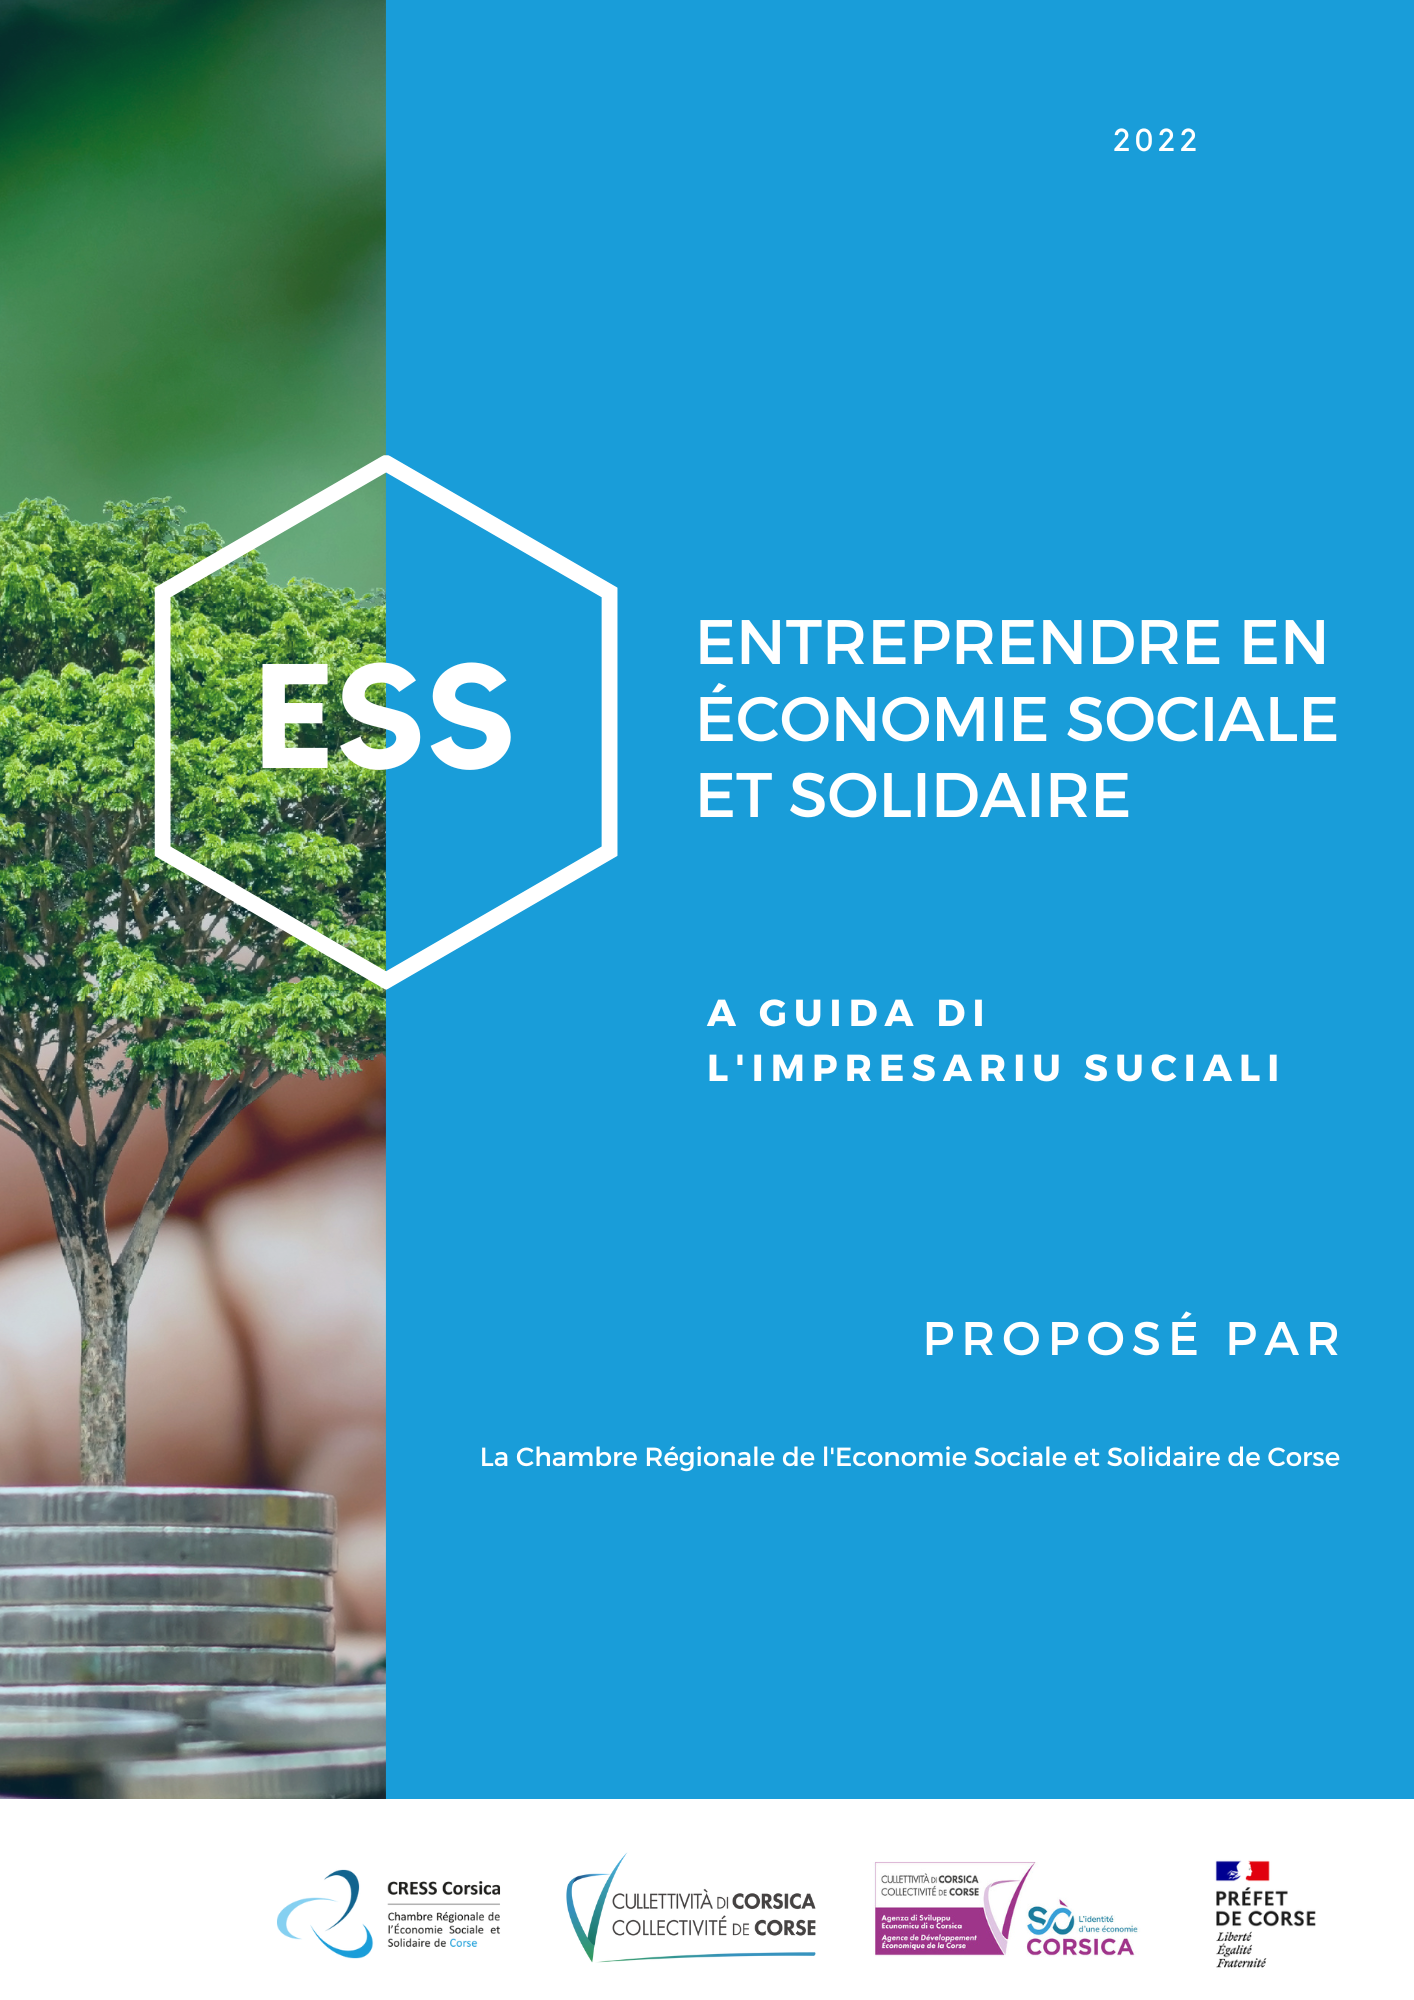 2022
ESS
ENTREPRENDRE EN
ÉCONOMIE SOCIALE
ET SOLIDAIRE
A GUIDA DI
L'IMPRESARIU SUCIALI
PROPOSÉ PAR
La Chambre Régionale de l'Economie Sociale et Solidaire de Corse
CRESS Corsica
Chambre Régionale de
l'Économie Sociale et
Solidaire de Corse
CULLETTIVITÀ DI CORSICA
COLLECTIVITÉ DE CORSE
CULLETTIVITÀ DI CORSICA
COLLECTIVITÉ DE CORSE
Agenza di Sviluppu
Ecunomicu di a Corsica
Agence de Développement
Économique de la Corse
SÒ
L'identité
d'une économie
CORSICA
PRÉFET
DE CORSE
Liberté
Égalité
Fraternité